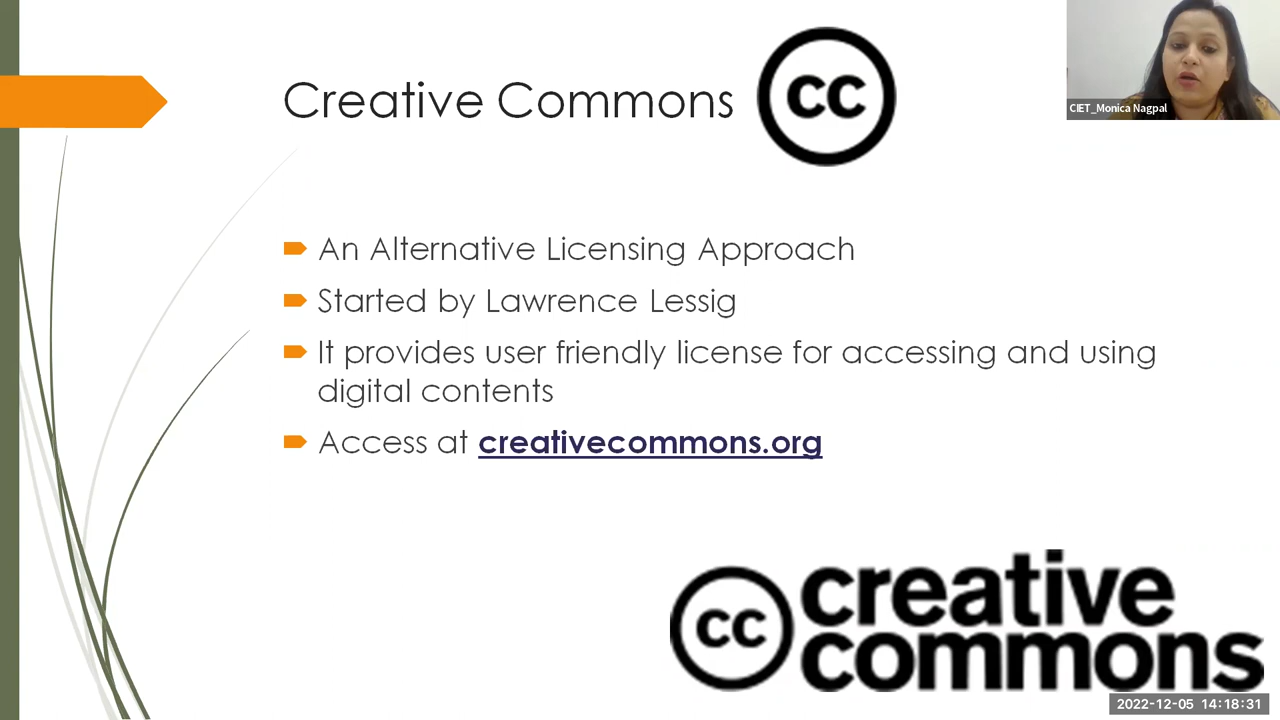 Creative Commons
cc
CIET_Monica Nagpal
An Alternative Licensing Approach
Started by Lawrence Lessig
It provides user friendly license for accessing and using
digital contents
Access at creativecommons.org
cc
creative
commons
2022-12-05 14:18:31